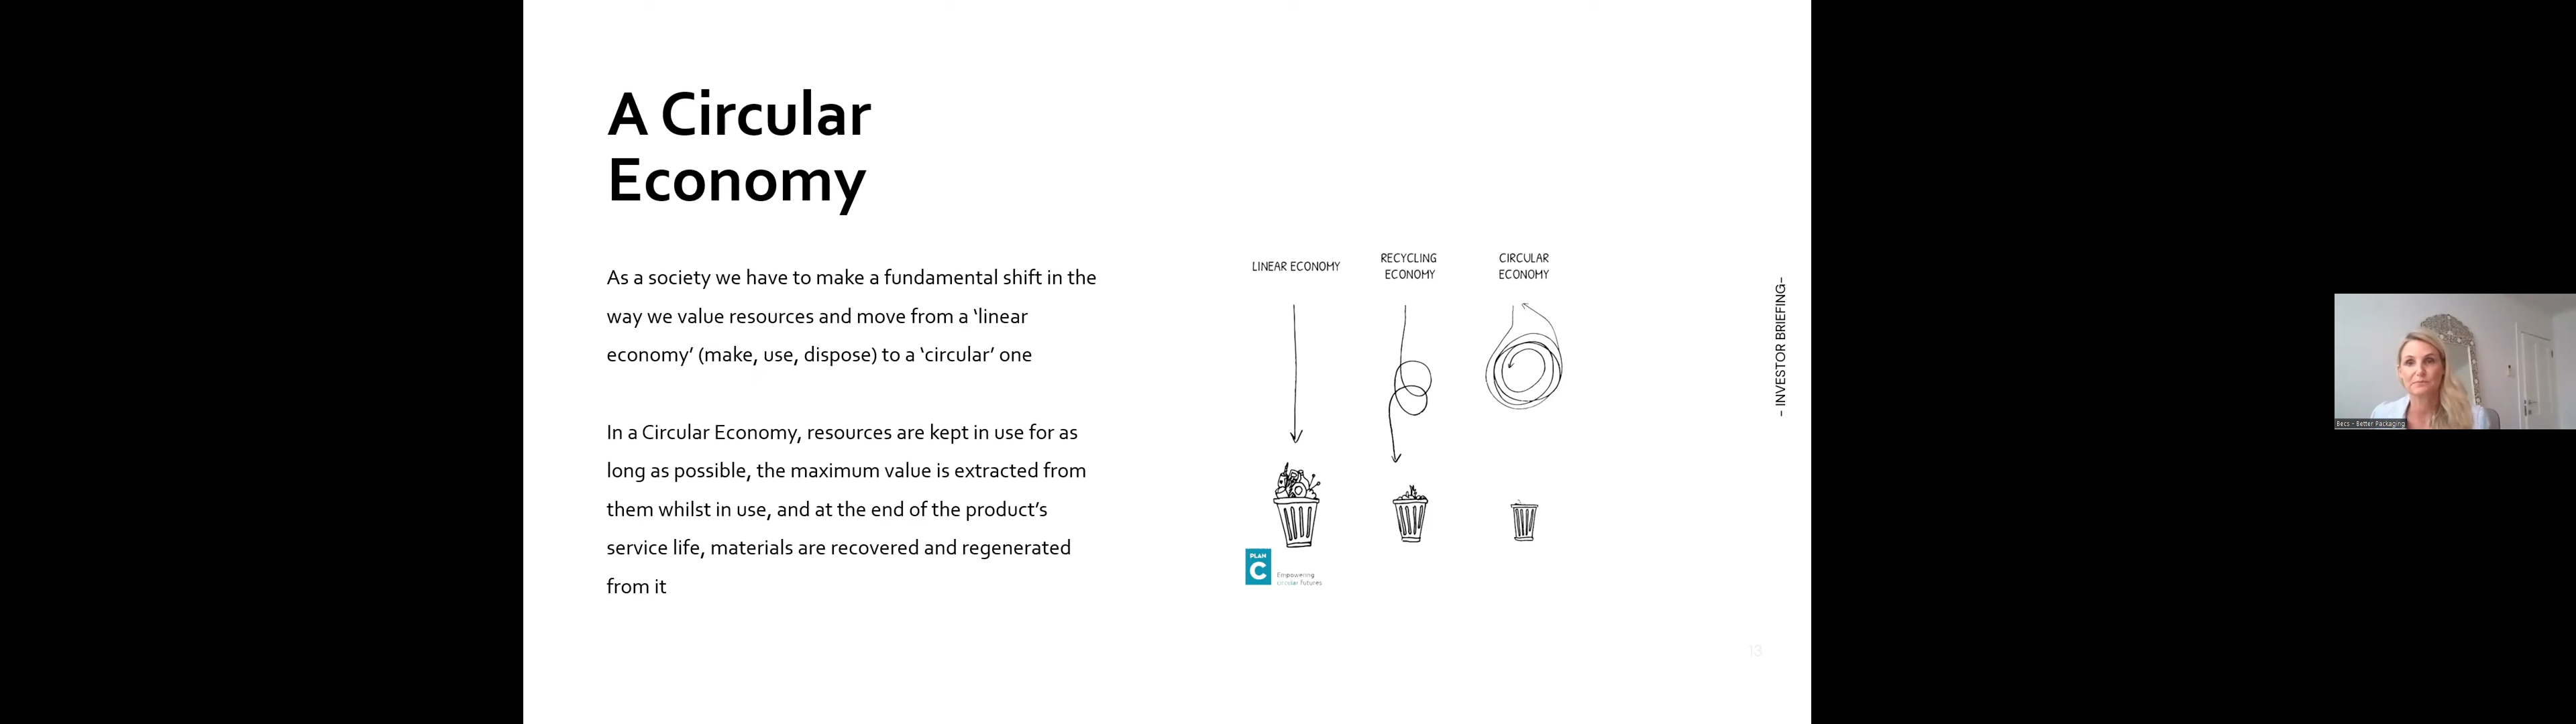 A Circular
Economy
As a society we have to make a fundamental shift in the
way we value resources and move from a ‘linear
economy’ (make, use, dispose) to a ‘circular’ one
In a Circular Economy, resources are kept in use for as
long as possible, the maximum value is extracted from
them whilst in use, and at the end of the product’s
service life, materials are recovered and regenerated
from it
LINEAR ECONOMY
RECYCLING
ECONOMY
CIRCULAR
ECONOMY
PLAN
C
Empowering
circular futures
– INVESTOR BRIEFING–
13
Becs - Better Packaging